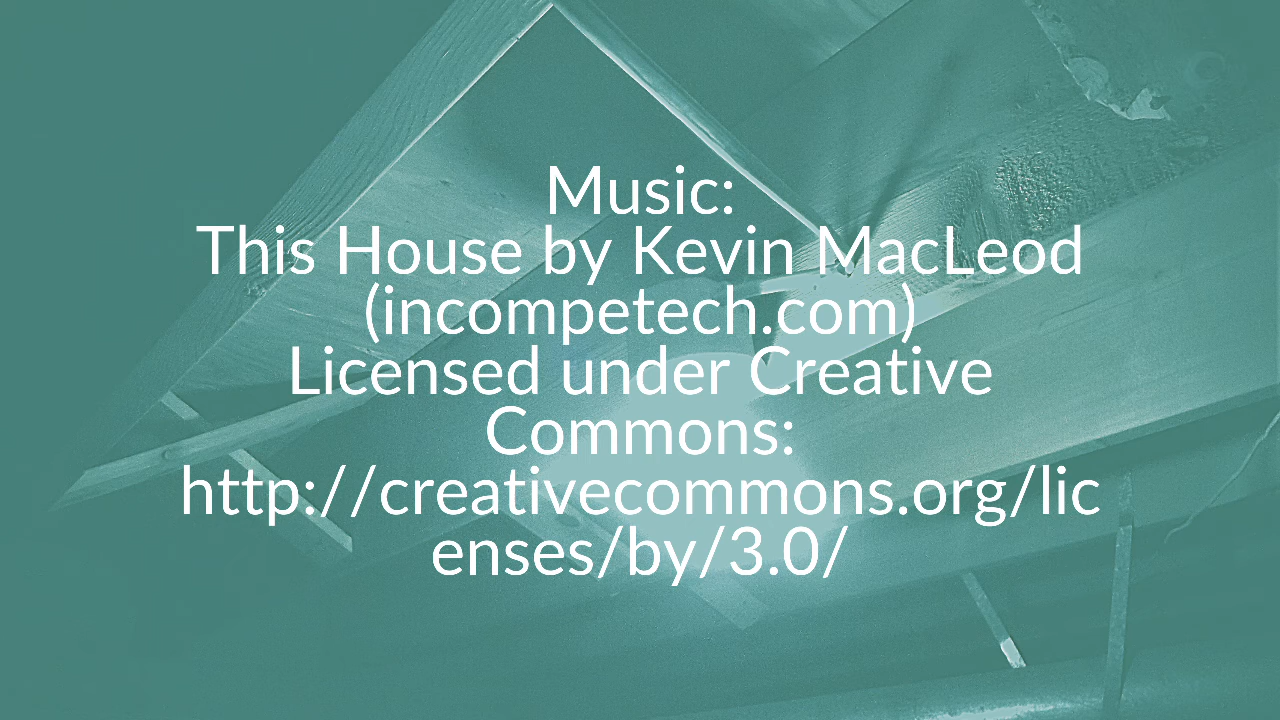 Music:
This House by Kevin MacLeod
(incompetech.com)
Licensed under Creative
Commons:
http://creativecommons.org/lic
enses/by/3.0/